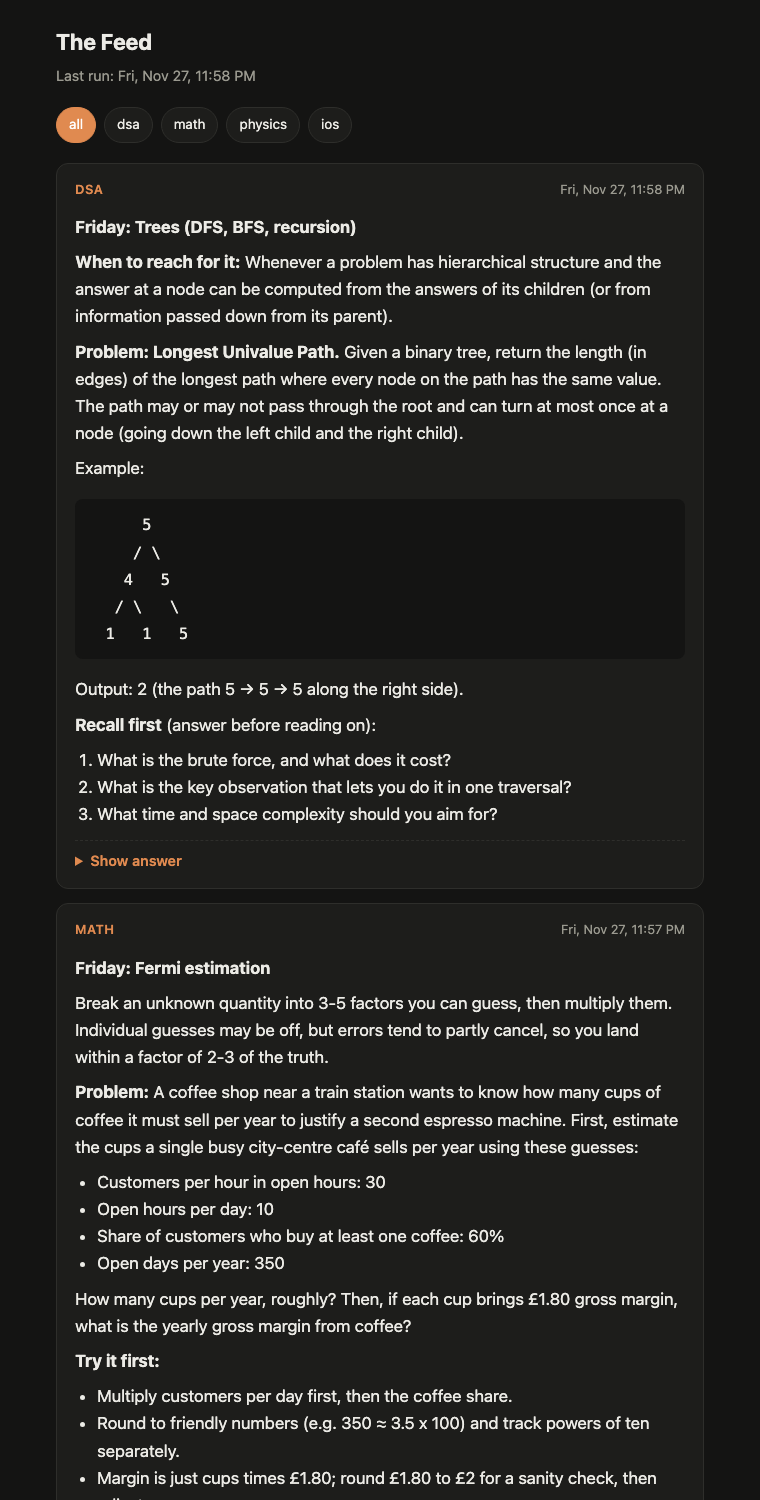 The Feed
Last run: Fri, Nov 27, 11:58 PM
all dsa math physics ios
DSA Fri, Nov 27, 11:58 PM
Friday: Trees (DFS, BFS, recursion)
When to reach for it: Whenever a problem has hierarchical structure and the
answer at a node can be computed from the answers of its children (or from
information passed down from its parent).
Problem: Longest Univalue Path. Given a binary tree, return the length (in
edges) of the longest path where every node on the path has the same value.
The path may or may not pass through the root and can turn at most once at a
node (going down the left child and the right child).
Example:
5
/ \
4 5
/ \ \
1 1 5
Output: 2 (the path 5 → 5 → 5 along the right side).
Recall first (answer before reading on):
1. What is the brute force, and what does it cost?
2. What is the key observation that lets you do it in one traversal?
3. What time and space complexity should you aim for?
▶ Show answer
MATH Fri, Nov 27, 11:57 PM
Friday: Fermi estimation
Break an unknown quantity into 3-5 factors you can guess, then multiply them.
Individual guesses may be off, but errors tend to partly cancel, so you land
within a factor of 2-3 of the truth.
Problem: A coffee shop near a train station wants to know how many cups of
coffee it must sell per year to justify a second espresso machine. First, estimate
the cups a single busy city-centre café sells per year using these guesses:
• Customers per hour in open hours: 30
• Open hours per day: 10
• Share of customers who buy at least one coffee: 60%
• Open days per year: 350
How many cups per year, roughly? Then, if each cup brings £1.80 gross margin,
what is the yearly gross margin from coffee?
Try it first:
• Multiply customers per day first, then the coffee share.
• Round to friendly numbers (e.g. 350 ≈ 3.5 x 100) and track powers of ten
separately.
• Margin is just cups times £1.80; round £1.80 to £2 for a sanity check, then